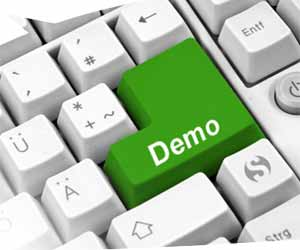 Entf
Demo
Ü
*
+ ~
'
#
Ä
Strg
S